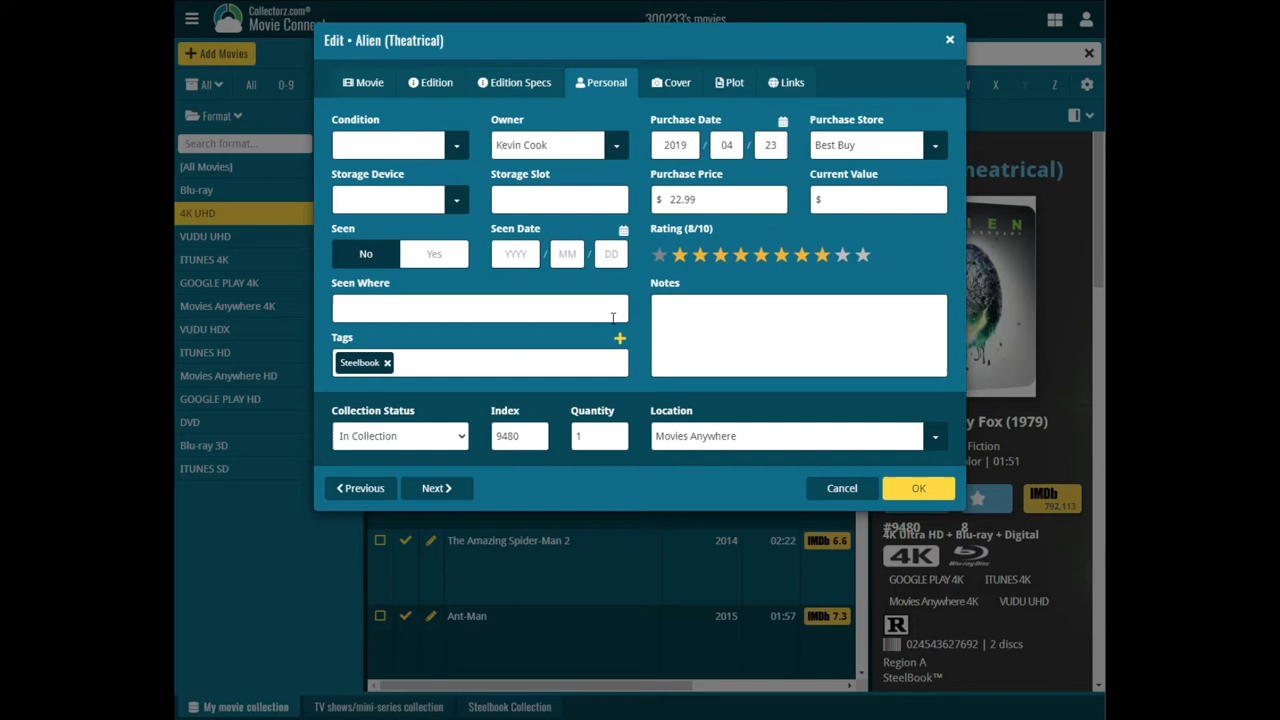 Collectorz.com®
Movie Connect
300233's movies
Add Movies
All
All
0-9
X
Y
Z
Format
Search format...
[All Movies]
Blu-ray
4K UHD
VUDU UHD
ITUNES 4K
GOOGLE PLAY 4K
Movies Anywhere 4K
VUDU HDX
ITUNES HD
Movies Anywhere HD
GOOGLE PLAY HD
DVD
Blu-ray 3D
ITUNES SD
Edit • Alien (Theatrical)
Movie
Edition
Edition Specs
Personal
Cover
Plot
Links
Condition
Owner
Purchase Date
Purchase Store
Kevin Cook
2019 / 04 / 23
Best Buy
Storage Device
Storage Slot
Purchase Price
Current Value
$ 22.99
$
Seen
Seen Date
Rating (8/10)
No
Yes
YYYY / MM / DD
Seen Where
Notes
Tags
Steelbook
Collection Status
Index
Quantity
Location
In Collection
9480
1
Movies Anywhere
Previous
Next
Cancel
OK
The Amazing Spider-Man 2
2014
02:22
IMDb 6.6
Ant-Man
2015
01:57
IMDb 7.3
heatrical)
y Fox (1979)
Fiction
olor | 01:51
IMDb
792,113
#9480
8
4K Ultra HD + Blu-ray + Digital
4K
Blu-ray Disc
GOOGLE PLAY 4K
ITUNES 4K
Movies Anywhere 4K
VUDU UHD
R
024543627692 | 2 discs
Region A
SteelBook™
My movie collection
TV shows/mini-series collection
Steelbook Collection